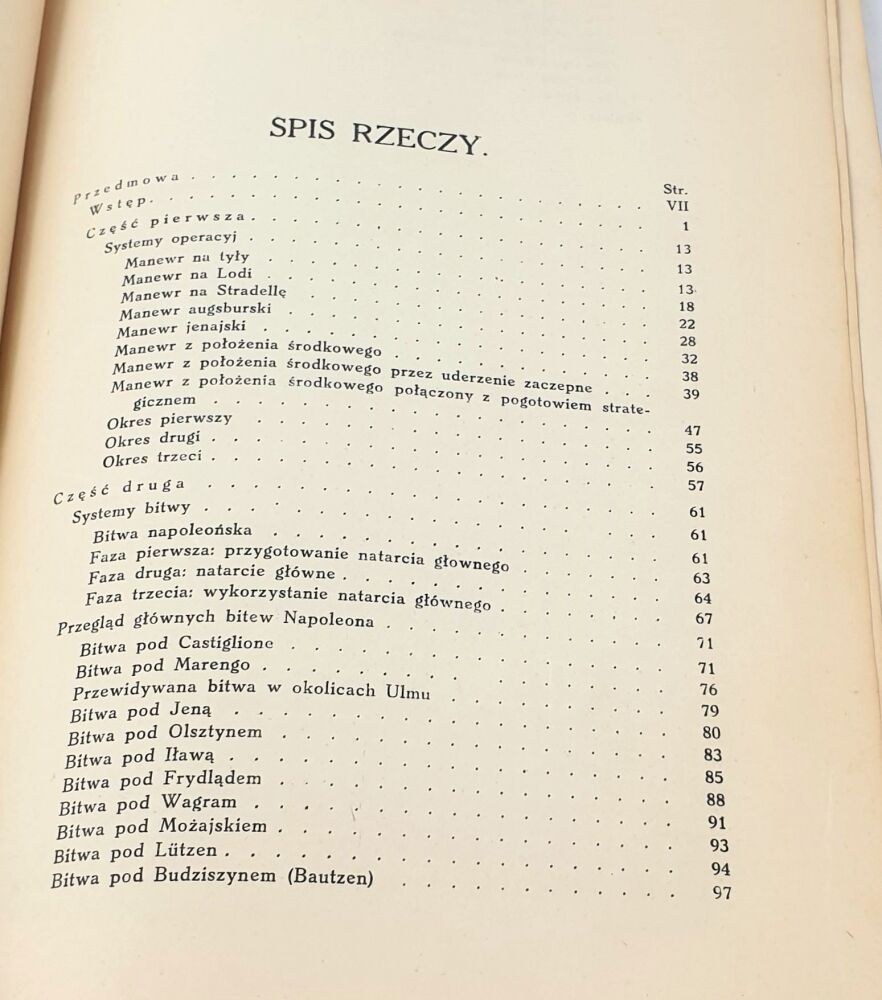 SPIS RZECZY.
Str.
Przedmowa . . . . . . . . . . VII
Wstęp . . . . . . . . . . 1
Część pierwsza . . . . . . . . . . 13
Systemy operacyj . . . . . . . . . . 13
Manewr na tyły . . . . . . . . . . 13
Manewr na Lodi . . . . . . . . . . 18
Manewr na Stradellę . . . . . . . . . . 22
Manewr augsburski . . . . . . . . . . 28
Manewr jenajski . . . . . . . . . . 32
Manewr z położenia środkowego . . . . . . . . 38
Manewr z położenia środkowego przez uderzenie zaczepne . . . 39
Manewr z położenia środkowego połączony z pogotowiem strate-
gicznem . . . . . . . . . . 47
Okres pierwszy . . . . . . . . . . 55
Okres drugi . . . . . . . . . . 56
Okres trzeci . . . . . . . . . . 57
Część druga . . . . . . . . . . 61
Systemy bitwy . . . . . . . . . . 61
Bitwa napoleońska . . . . . . . . . . 61
Faza pierwsza: przygotowanie natarcia głownego . . . . 63
Faza druga: natarcie główne . . . . . . . . 64
Faza trzecia: wykorzystanie natarcia głównego . . . . 67
Przegląd głównych bitew Napoleona . . . . . . . . 71
Bitwa pod Castiglione . . . . . . . . . . 71
Bitwa pod Marengo . . . . . . . . . . 76
Przewidywana bitwa w okolicach Ulmu . . . . . . 79
Bitwa pod Jeną . . . . . . . . . . 80
Bitwa pod Olsztynem . . . . . . . . . . 83
Bitwa pod Iławą . . . . . . . . . . 85
Bitwa pod Frydlądem . . . . . . . . . . 88
Bitwa pod Wagram . . . . . . . . . . 91
Bitwa pod Możajskiem . . . . . . . . . . 93
Bitwa pod Lützen . . . . . . . . . . 94
Bitwa pod Budziszynem (Bautzen) . . . . . . . . 97